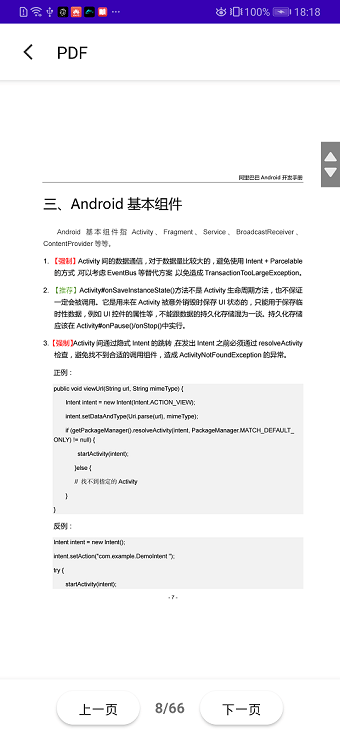 100% 18:18
PDF
阿里巴巴 Android 开发手册
三、Android 基本组件
Android 基本组件指 Activity、Fragment、Service、BroadcastReceiver、
ContentProvider 等等。
1. 【强制】Activity 间的数据通信，对于数据量比较大的，避免使用 Intent + Parcelable
的方式，可以考虑 EventBus 等替代方案，以免造成 TransactionTooLargeException。
2. 【推荐】Activity#onSaveInstanceState()方法不是 Activity 生命周期方法，也不保证
一定会被调用。它是用来在 Activity 被意外销毁时保存 UI 状态的，只能用于保存临
时性数据，例如 UI 控件的属性等，不能跟数据的持久化存储混为一谈。持久化存储
应该在 Activity#onPause()/onStop()中实行。
3. 【强制】Activity 间通过隐式 Intent 的跳转，在发出 Intent 之前必须通过 resolveActivity
检查，避免找不到合适的调用组件，造成 ActivityNotFoundException 的异常。
正例：
public void viewUrl(String url, String mimeType) {
Intent intent = new Intent(Intent.ACTION_VIEW);
intent.setDataAndType(Uri.parse(url), mimeType);
if (getPackageManager().resolveActivity(intent, PackageManager.MATCH_DEFAULT_
ONLY) != null) {
startActivity(intent);
}else {
// 找不到指定的 Activity
}
}
反例：
Intent intent = new Intent();
intent.setAction("com.example.DemoIntent ");
try {
startActivity(intent);
- 7 -
上一页 8/66 下一页